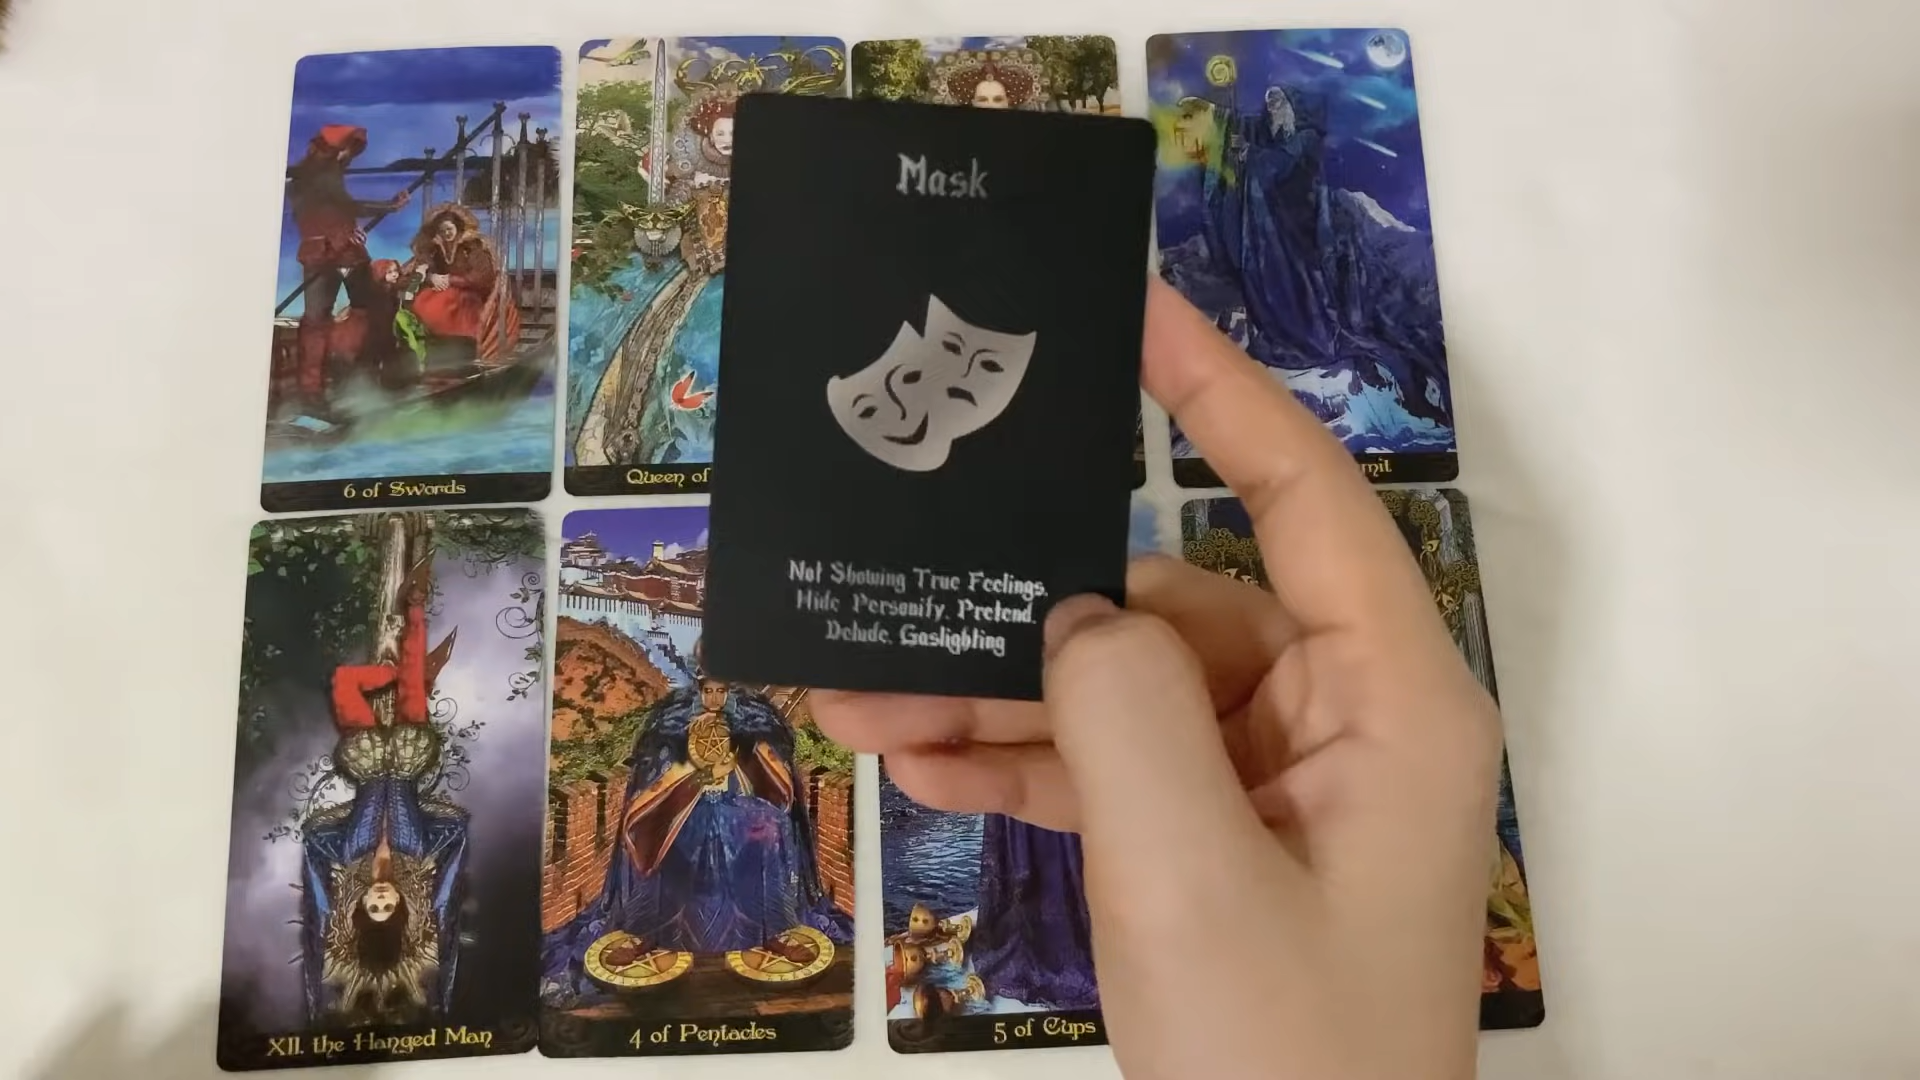 Mask
Not Showing True Feelings.
Hide Personify. Pretend.
Delude. Gaslighting
6 of Swords
Queen of
XII. the Hanged Man
4 of Pentacles
5 of Cups